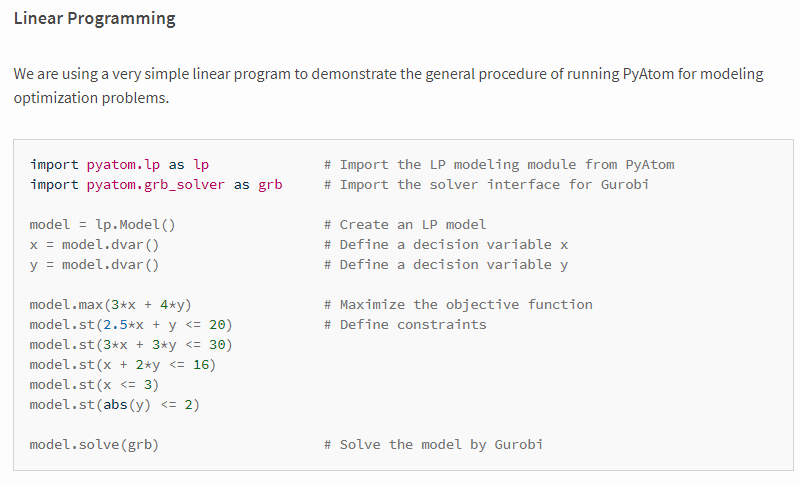 Linear Programming
We are using a very simple linear program to demonstrate the general procedure of running PyAtom for modeling
optimization problems.
import pyatom.lp as lp # Import the LP modeling module from PyAtom
import pyatom.grb_solver as grb # Import the solver interface for Gurobi
model = lp.Model() # Create an LP model
x = model.dvar() # Define a decision variable x
y = model.dvar() # Define a decision variable y
model.max(3*x + 4*y) # Maximize the objective function
model.st(2.5*x + y <= 20) # Define constraints
model.st(3*x + 3*y <= 30)
model.st(x + 2*y <= 16)
model.st(x <= 3)
model.st(abs(y) <= 2)
model.solve(grb) # Solve the model by Gurobi